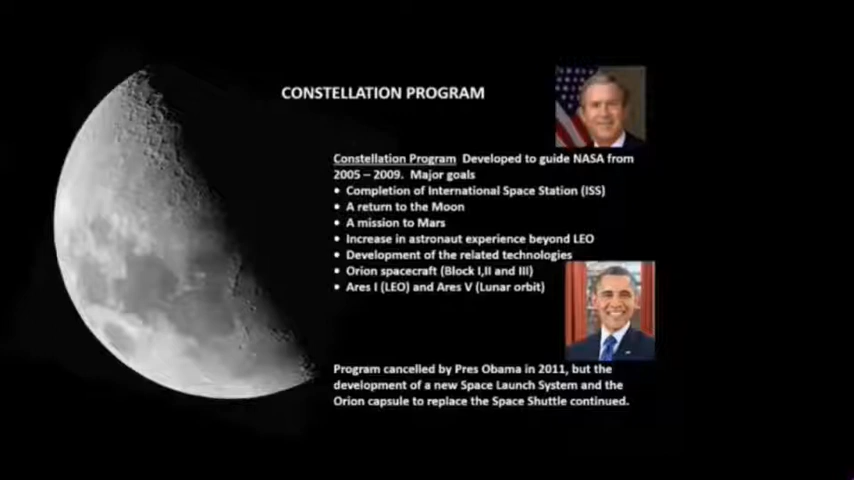 CONSTELLATION PROGRAM
Constellation Program Developed to guide NASA from
2005 – 2009. Major goals
• Completion of International Space Station (ISS)
• A return to the Moon
• A mission to Mars
• Increase in astronaut experience beyond LEO
• Development of the related technologies
• Orion spacecraft (Block I,II and III)
• Ares I (LEO) and Ares V (Lunar orbit)
Program cancelled by Pres Obama in 2011, but the
development of a new Space Launch System and the
Orion capsule to replace the Space Shuttle continued.